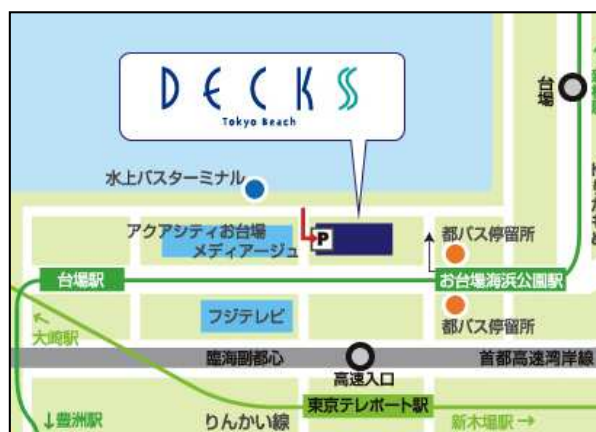 DECKS
Tokyo Beach
台場
水上バスターミナル
アクアシティお台場
メディアージュ
P
都バス停留所
台場駅
お台場海浜公園駅
フジテレビ
都バス停留所
大崎駅
臨海副都心
首都高速湾岸線
高速入口
東京テレポート駅
↓豊洲駅
りんかい線
新木場駅→